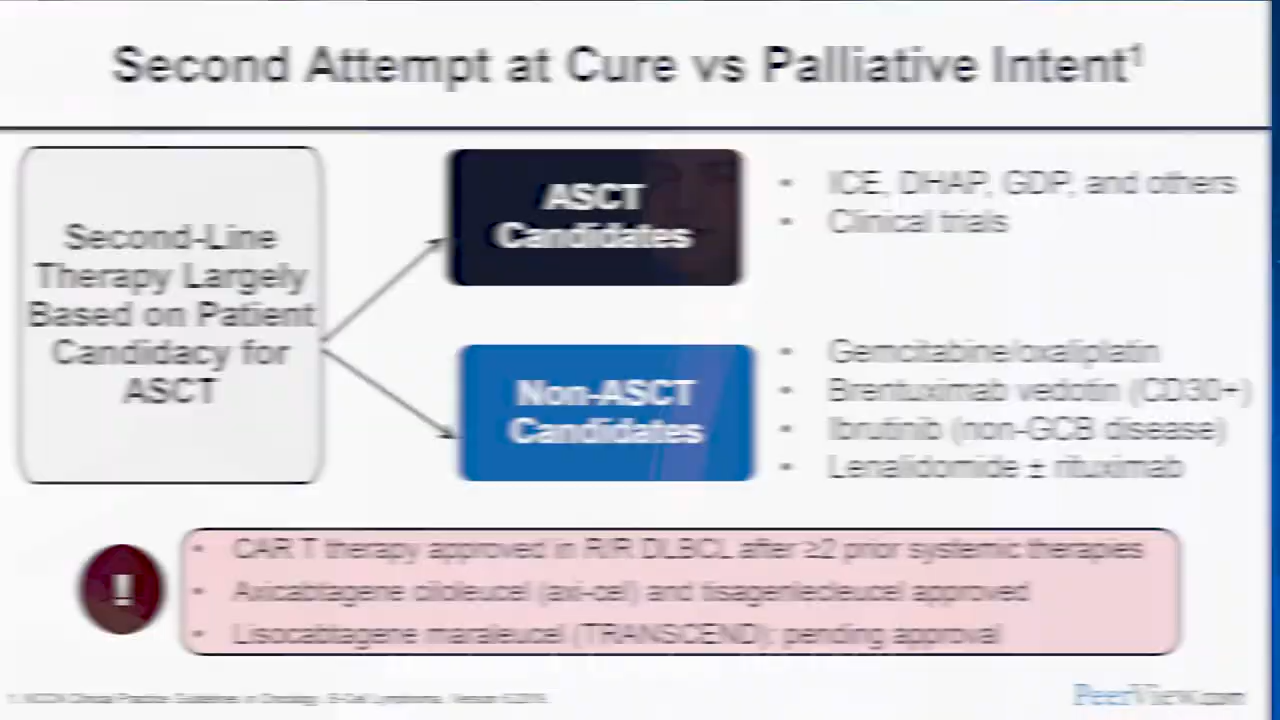 Second Attempt at Cure vs Palliative Intent¹
Second-Line
Therapy Largely
Based on Patient
Candidacy for
ASCT
ASCT
Candidates
• ICE, DHAP, GDP, and others
• Clinical trials
Non-ASCT
Candidates
• Gemcitabine/oxaliplatin
• Brentuximab vedotin (CD30+)
• Ibrutinib (non-GCB disease)
• Lenalidomide ± rituximab
!
• CAR T therapy approved in R/R DLBCL after ≥2 prior systemic therapies
• Axicabtagene ciloleucel (axi-cel) and tisagenlecleucel approved
• Lisocabtagene maraleucel (TRANSCEND): pending approval
PeerView.com